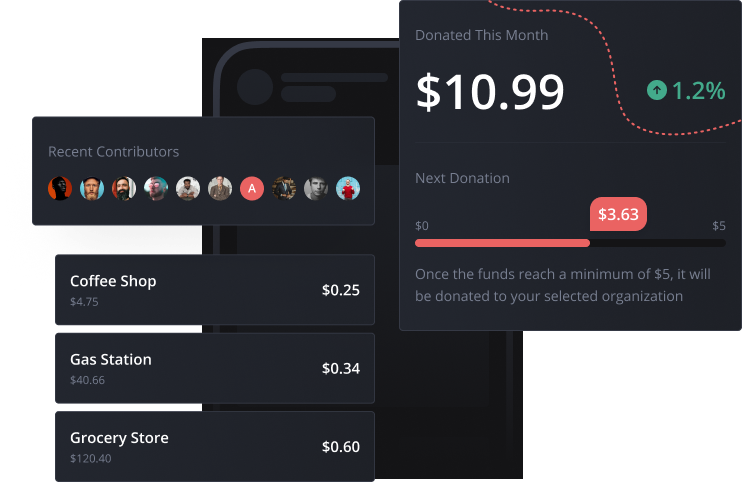 Donated This Month
$10.99
1.2%
Next Donation
$3.63
$0
$5
Once the funds reach a minimum of $5, it will
be donated to your selected organization
Recent Contributors
A
Coffee Shop
$4.75
$0.25
Gas Station
$40.66
$0.34
Grocery Store
$120.40
$0.60